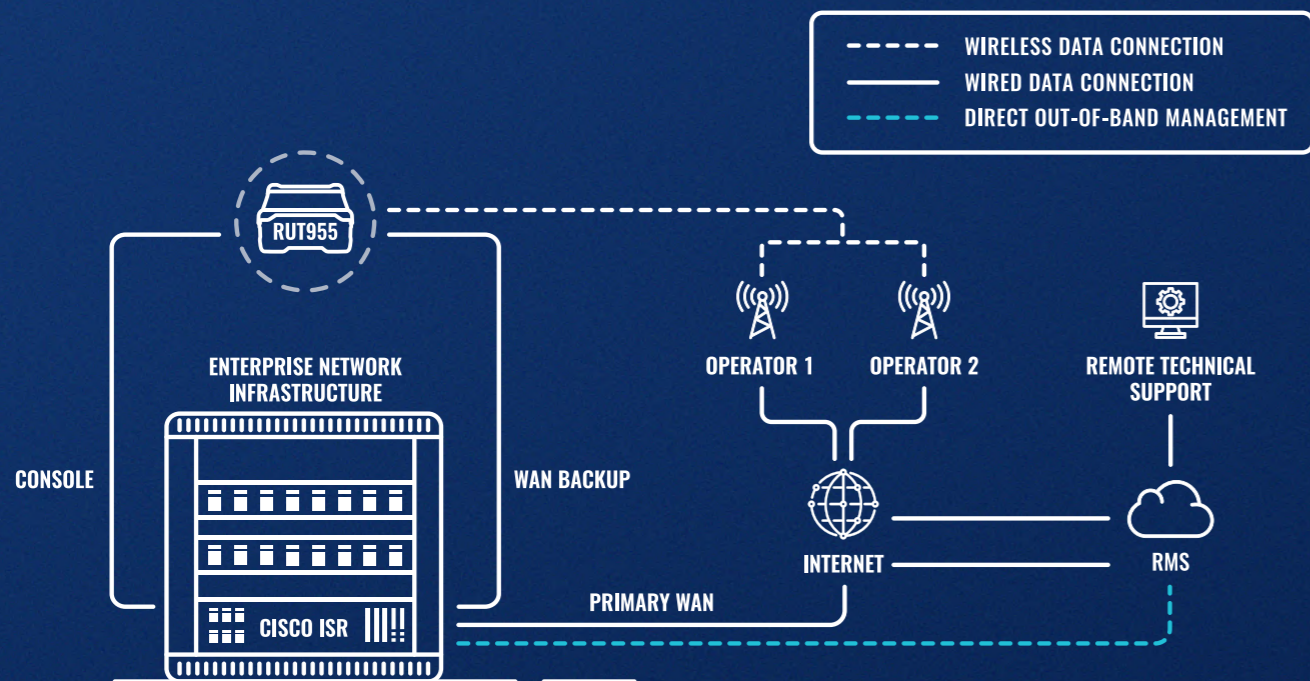 WIRELESS DATA CONNECTION
WIRED DATA CONNECTION
DIRECT OUT-OF-BAND MANAGEMENT
RUT955
OPERATOR 1
OPERATOR 2
REMOTE TECHNICAL
SUPPORT
ENTERPRISE NETWORK
INFRASTRUCTURE
CONSOLE
WAN BACKUP
INTERNET
RMS
PRIMARY WAN
CISCO ISR